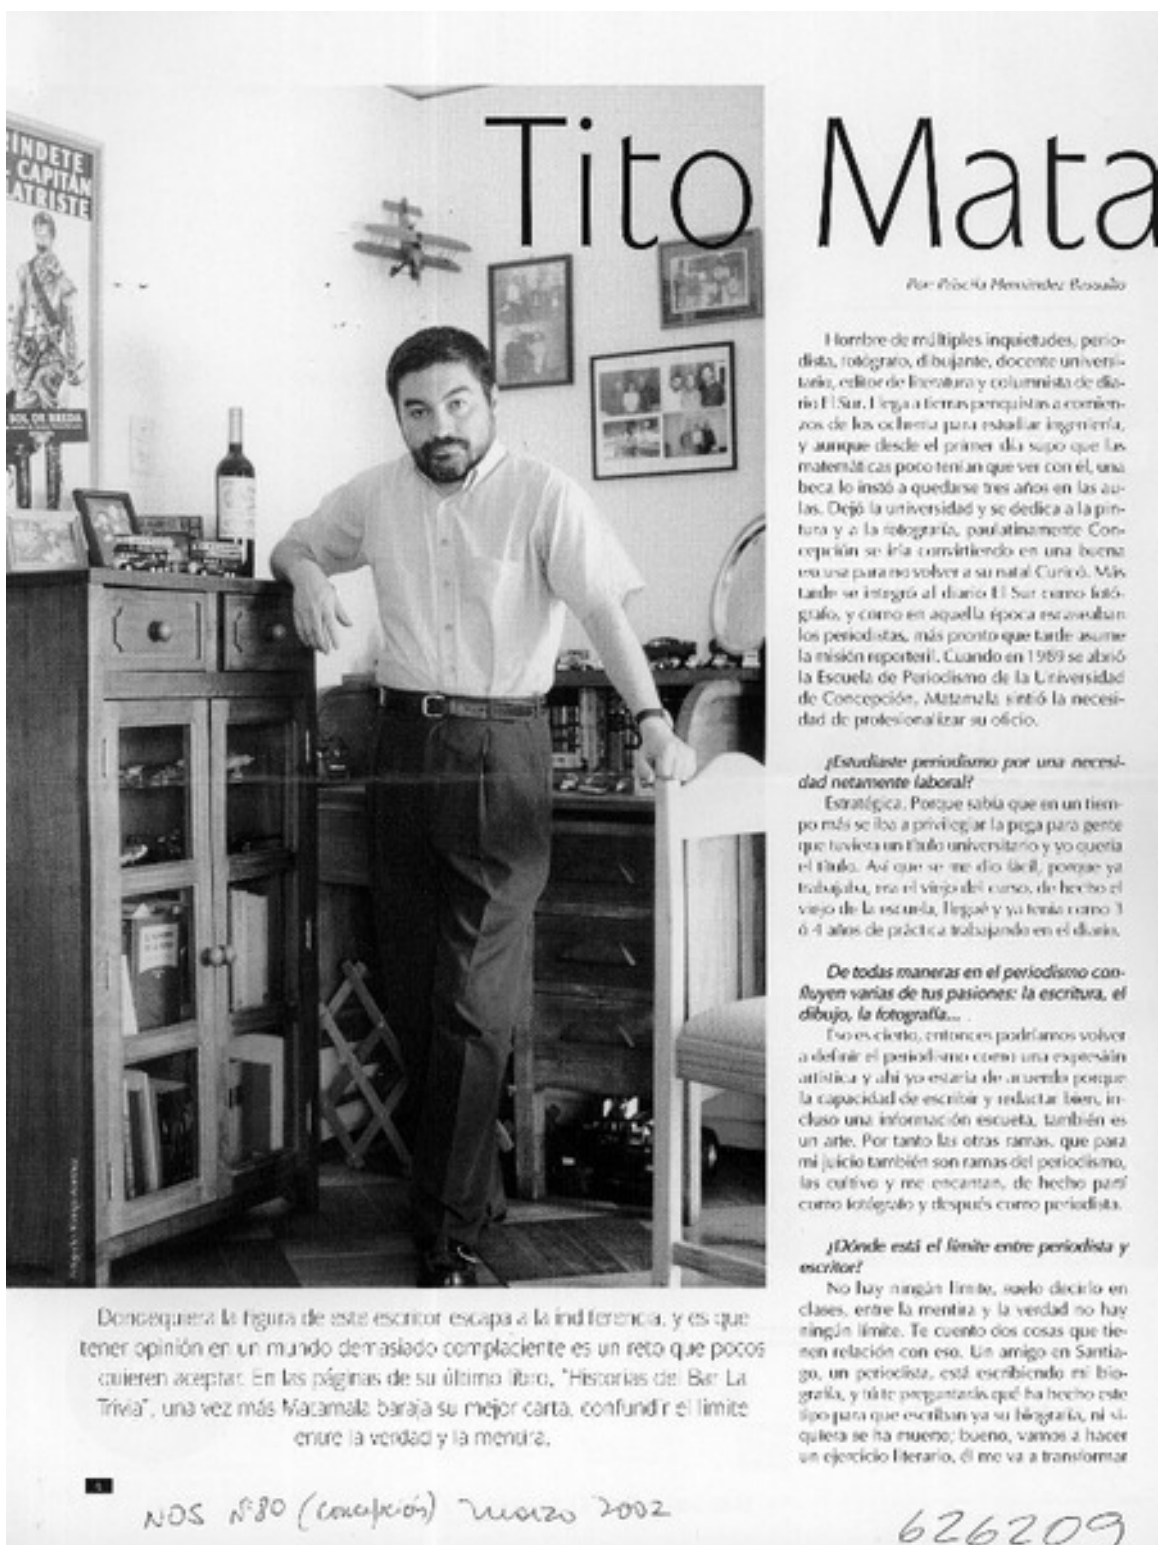 Tito Mata
INDETE
CAPITÁN
ATRISTE
SOL DE BREDA
Por: Priscila
Hombre de múltiples inquietudes, perio-
dista, fotógrafo, dibujante, docente universi-
tario, editor de literatura y columnista de dia-
rio El Sur. Llega a tierras penquistas a comien-
zos de los ochenta para estudiar ingeniería,
y aunque desde el primer día supo que las
matemáticas poco tenían que ver con él, una
beca lo instó a quedarse tres años en las au-
las. Dejó la universidad y se dedica a la pin-
tura y a la fotografía, paulatinamente Con-
cepción se iría convirtiendo en una buena
excusa para no volver a su natal Curicó. Más
tarde se integró al diario El Sur como fotó-
grafo, y como en aquella época escaseaban
los periodistas, más pronto que tarde asume
la misión reporteril. Cuando en 1989 se abrió
la Escuela de Periodismo de la Universidad
de Concepción, Matamala sintió la necesi-
dad de profesionalizar su oficio.
¿Estudiaste periodismo por una necesi-
dad netamente laboral?
Estratégica. Porque sabía que en un tiem-
po más se iba a privilegiar la pega para gente
que tuviera un título universitario y yo quería
el título. Así que se me dio fácil, porque ya
trabajaba, era el viejo del curso, de hecho el
viejo de la escuela, llegué y ya tenía como 3
ó 4 años de práctica trabajando en el diario.
De todas maneras en el periodismo con-
fluyen varias de tus pasiones: la escritura, el
dibujo, la fotografía...
Eso es cierto, entonces podríamos volver
a definir el periodismo como una expresión
artística y ahí yo estaría de acuerdo porque
la capacidad de escribir y redactar bien, in-
cluso una información escueta, también es
un arte. Por tanto las otras ramas, que para
mi juicio también son ramas del periodismo,
las cultivo y me encantan, de hecho partí
como fotógrafo y después como periodista.
¿Dónde está el límite entre periodista y
escritor?
No hay ningún límite, suelo decirlo en
clases, entre la mentira y la verdad no hay
ningún límite. Te cuento dos cosas que tie-
nen relación con eso. Un amigo en Santia-
go, un periodista, está escribiendo mi bio-
grafía, y tú te preguntarás qué ha hecho este
tipo para que escriban ya su biografía, ni si-
quiera se ha muerto; bueno, vamos a hacer
un ejercicio literario, él me va a transformar
Doncequiera la figura de este escritor escapa a la indiferencia, y es que
tener opinión en un mundo demasiado complaciente es un reto que pocos
quieren aceptar. En las páginas de su último libro, "Historias del Bar La
Trivia", una vez más Matamala baraja su mejor carta, confundir el límite
entre la verdad y la mentira.
NOS Nº 80 (Concepción) Marzo 2002
626209